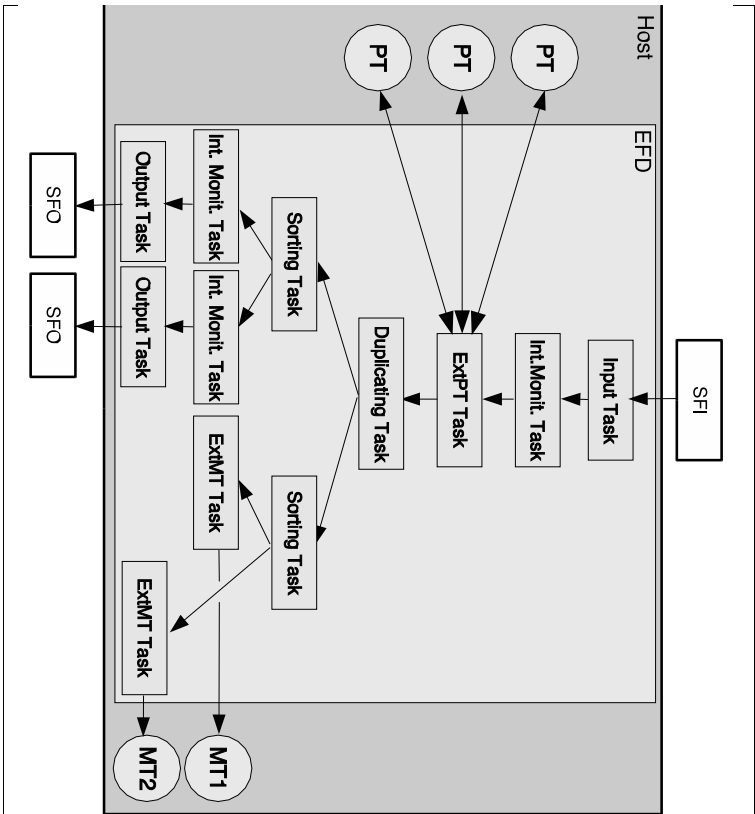 Host
PT
PT
PT
EFD
SFI
Input Task
Int.Monit. Task
ExtPT Task
Duplicating Task
Sorting Task
Sorting Task
Int. Monit. Task
Int. Monit. Task
ExtMT Task
Output Task
Output Task
ExtMT Task
SFO
SFO
MT1
MT2